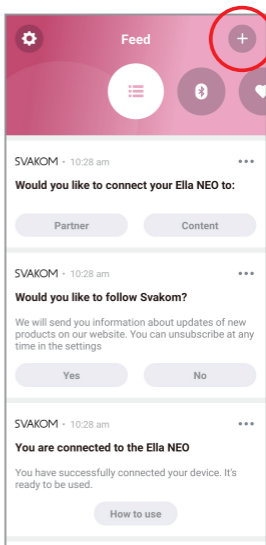 Feed
SVAKOM · 10:28 am
Would you like to connect your Ella NEO to:
Partner Content
SVAKOM · 10:28 am
Would you like to follow Svakom?
We will send you information about updates of new
products on our website. You can unsubscribe at any
time in the settings
Yes No
SVAKOM · 10:28 am
You are connected to the Ella NEO
You have successfully connected your device. It's
ready to be used.
How to use